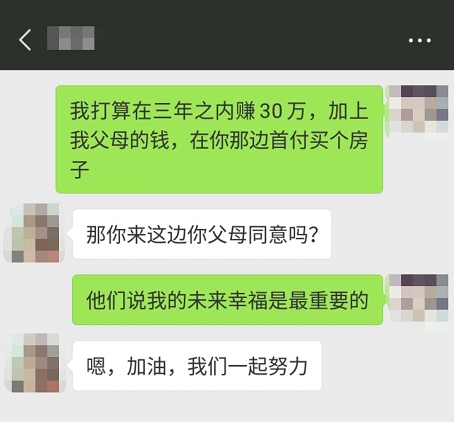 我打算在三年之内赚30万，加上
我父母的钱，在你那边首付买个房
子
那你来这边你父母同意吗？
他们说我的未来幸福是最重要的
嗯，加油，我们一起努力